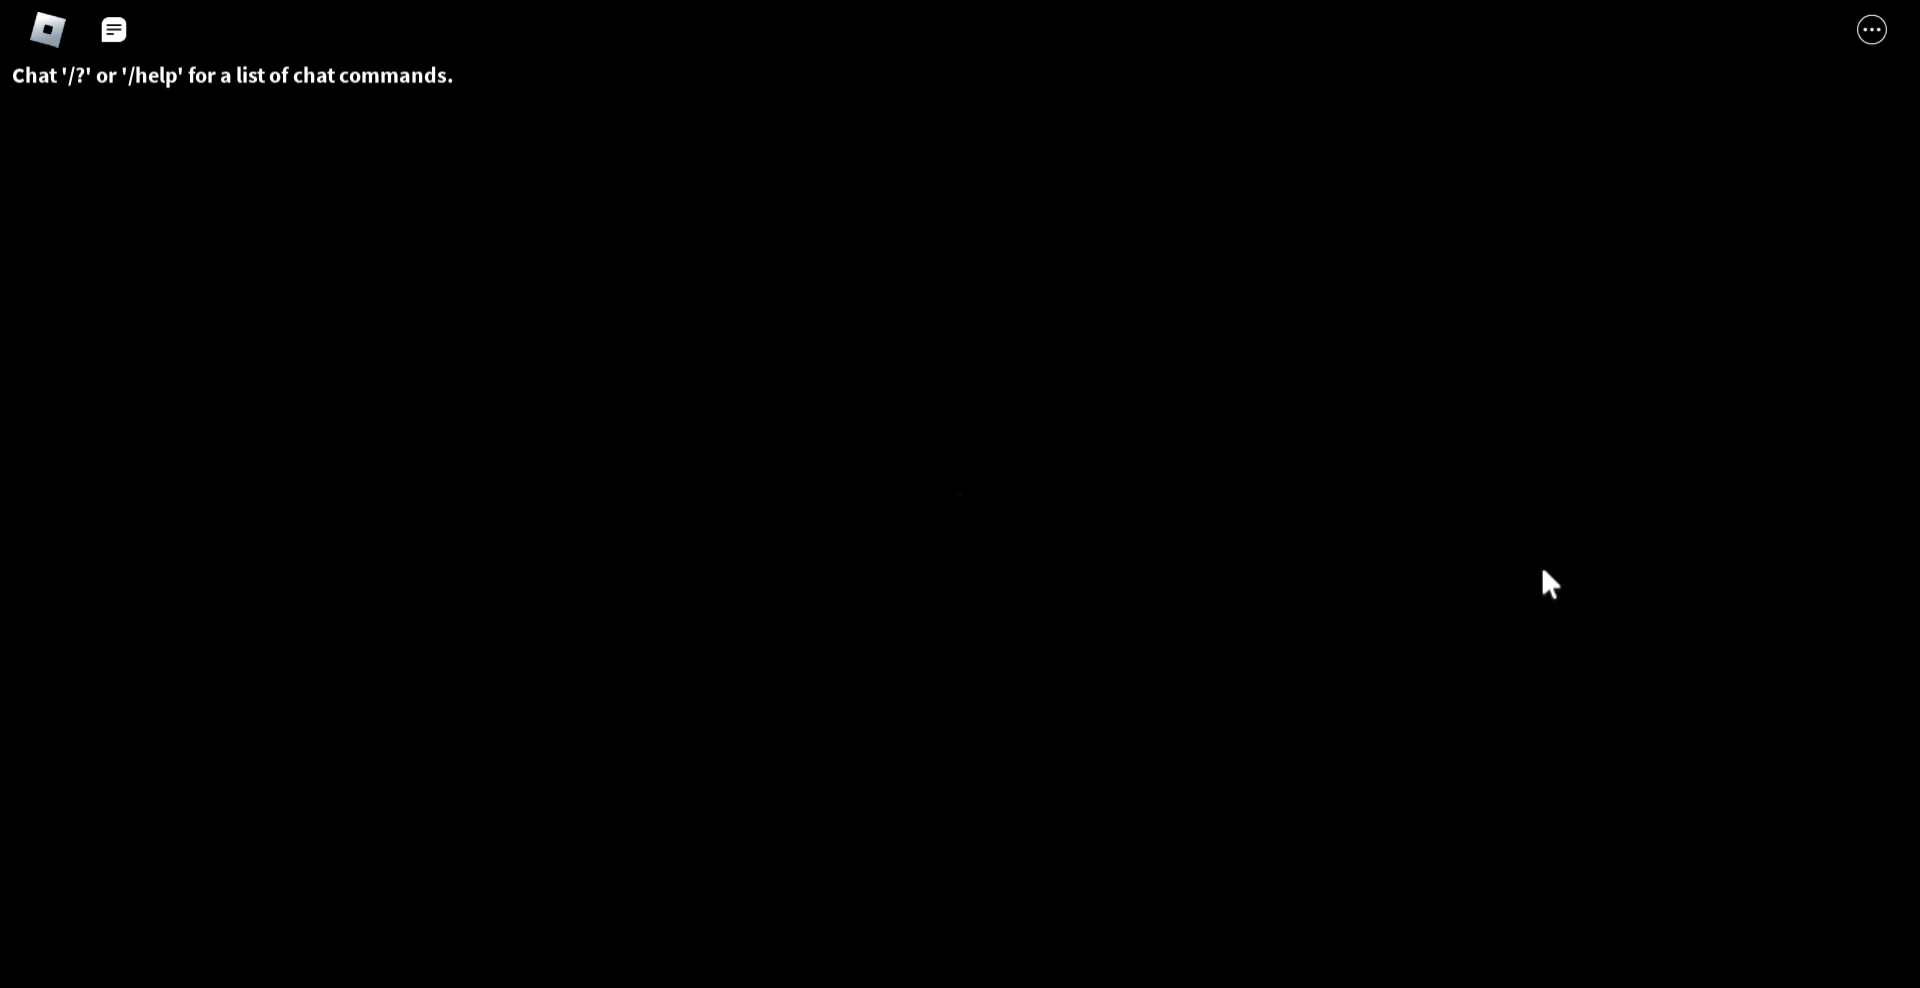 Chat '/?' or '/help' for a list of chat commands.